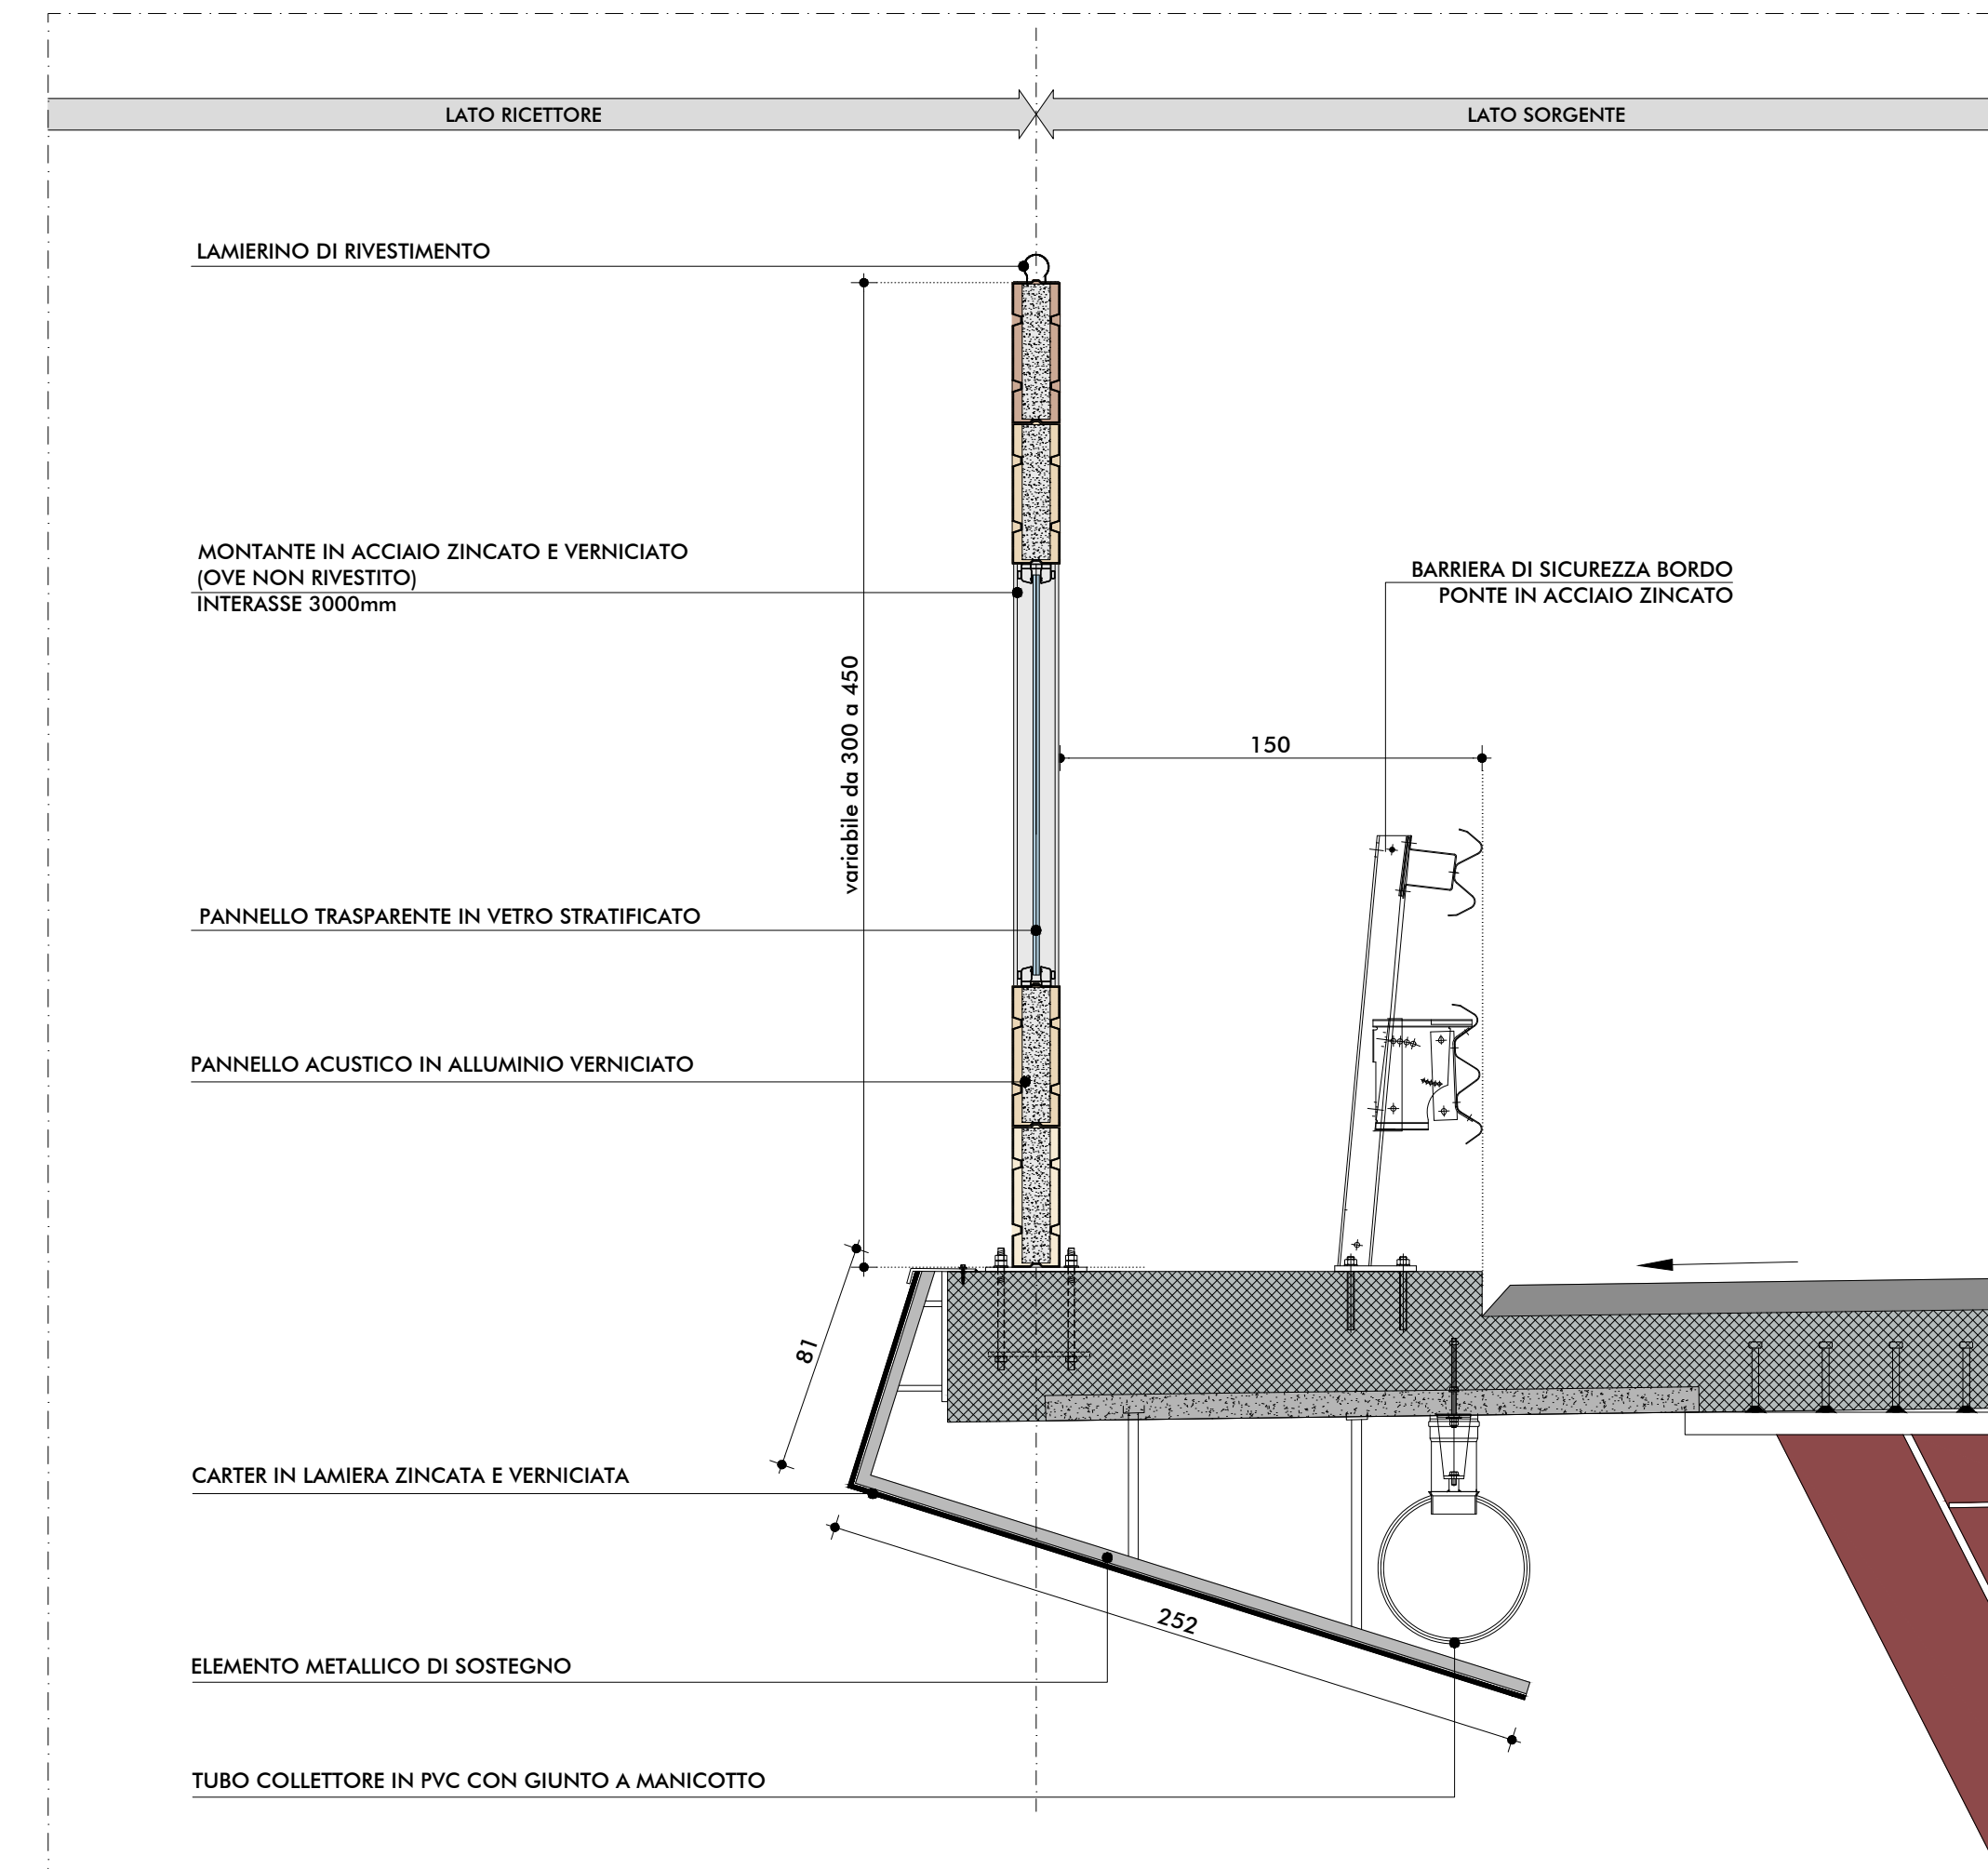 LATO RICETTORE
LATO SORGENTE
LAMIERINO DI RIVESTIMENTO
MONTANTE IN ACCIAIO ZINCATO E VERNICIATO
(OVE NON RIVESTITO)
INTERASSE 3000mm
BARRIERA DI SICUREZZA BORDO
PONTE IN ACCIAIO ZINCATO
variabile da 300 a 450
150
PANNELLO TRASPARENTE IN VETRO STRATIFICATO
PANNELLO ACUSTICO IN ALLUMINIO VERNICIATO
81
CARTER IN LAMIERA ZINCATA E VERNICIATA
252
ELEMENTO METALLICO DI SOSTEGNO
TUBO COLLETTORE IN PVC CON GIUNTO A MANICOTTO